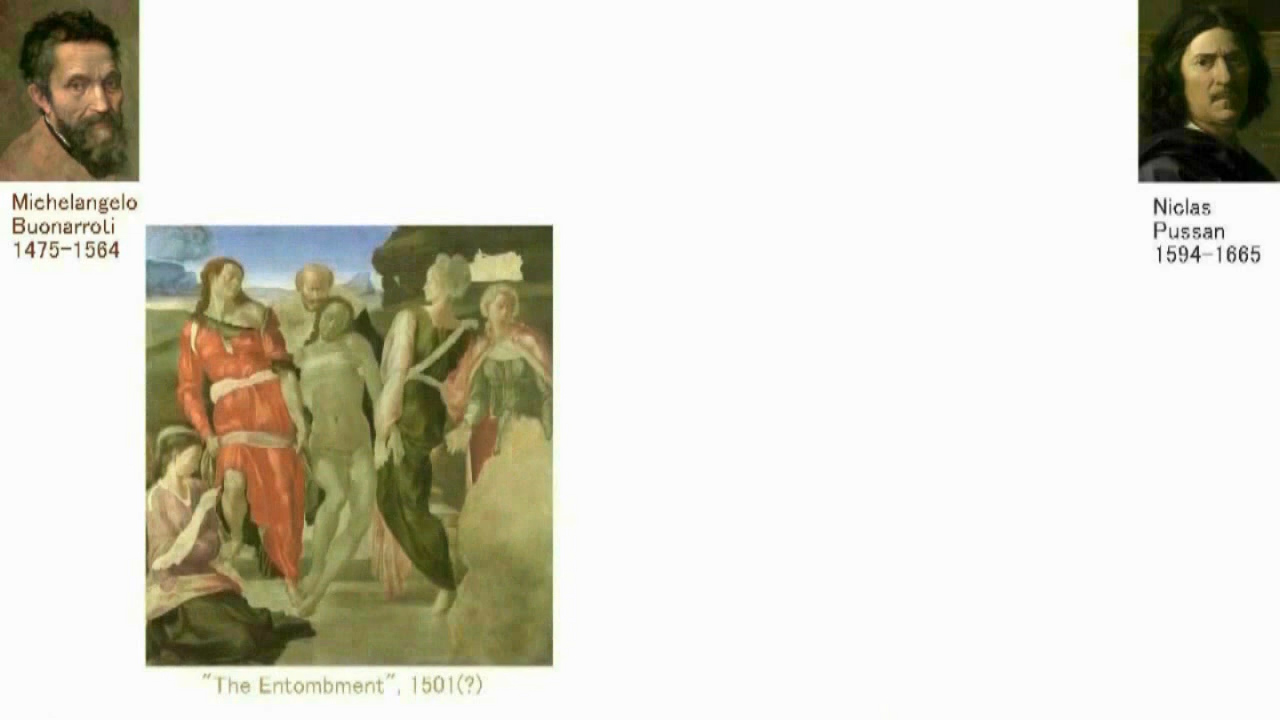 Michelangelo
Buonarroti
1475-1564
Niclas
Pussan
1594-1665
"The Entombment", 1501(?)